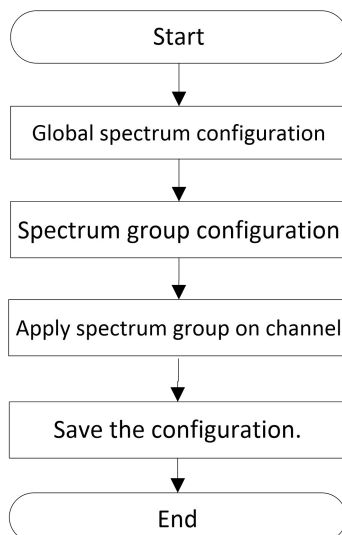 Start
Global spectrum configuration
Spectrum group configuration
Apply spectrum group on channel
Save the configuration.
End